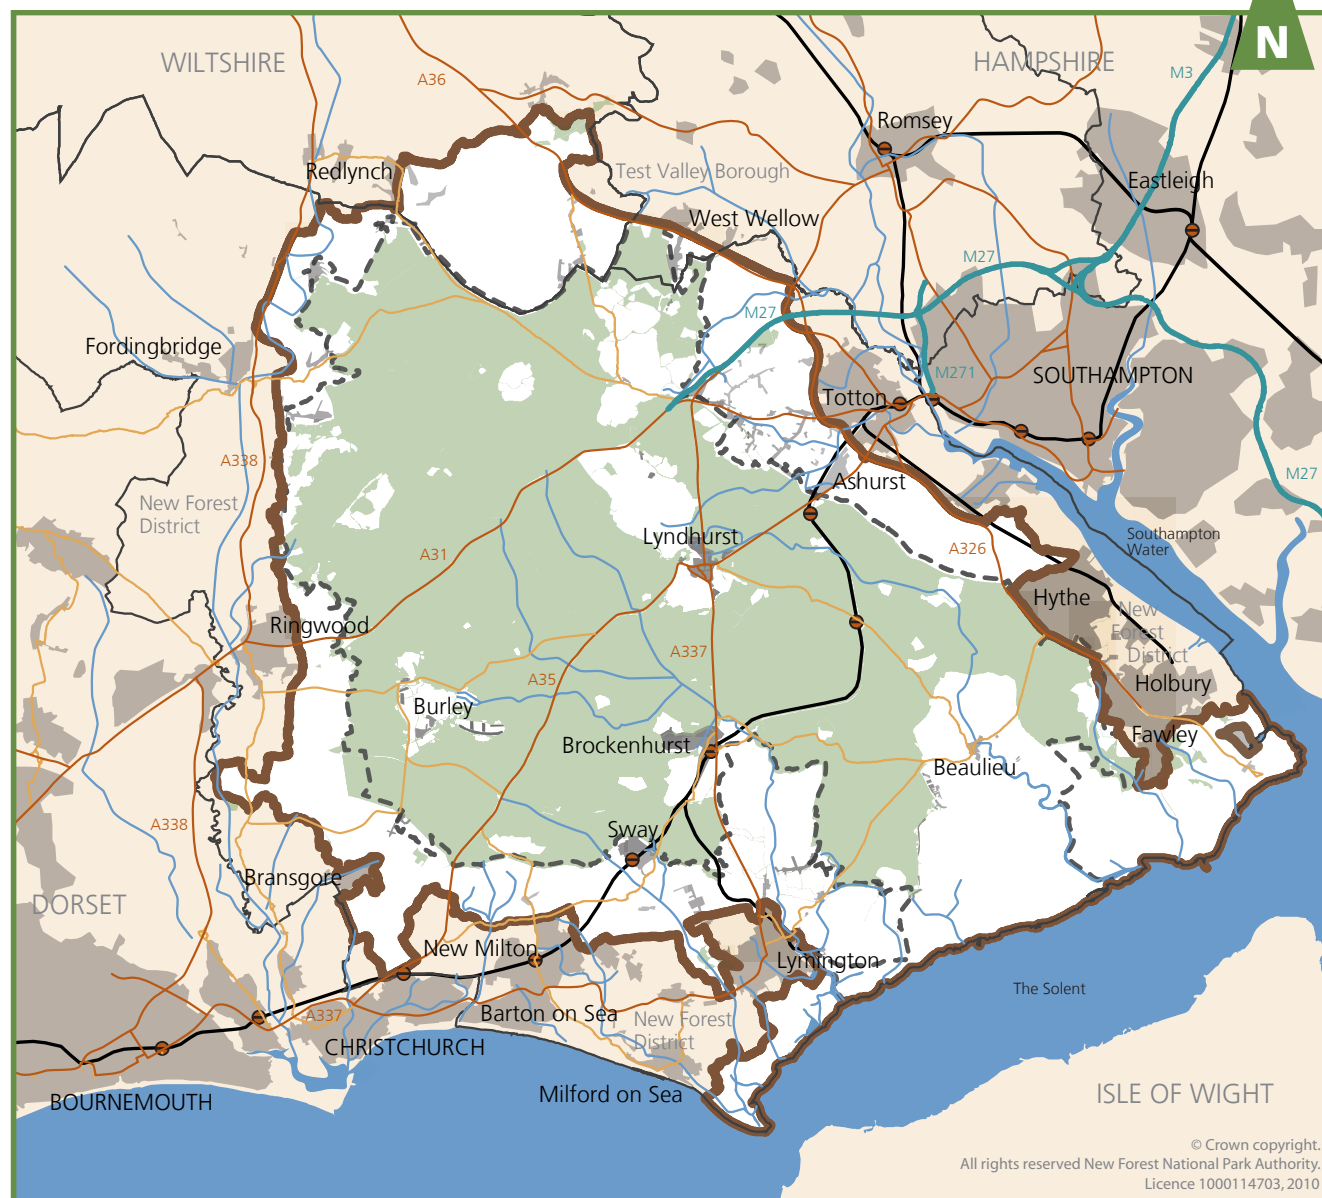 N
WILTSHIRE
HAMPSHIRE
M3
A36
Romsey
Redlynch
Test Valley Borough
Eastleigh
West Wellow
M27
M27
Fordingbridge
M271
SOUTHAMPTON
Totton
A338
M27
Ashurst
New Forest
District
Lyndhurst
Southampton
Water
A31
A326
Hythe
New
Forest
District
Ringwood
A337
A35
Holbury
Burley
Fawley
Brockenhurst
Beaulieu
A338
Sway
Bransgore
DORSET
New Milton
Lymington
The Solent
A337
Barton on Sea
New Forest
District
CHRISTCHURCH
Milford on Sea
ISLE OF WIGHT
BOURNEMOUTH
© Crown copyright.
All rights reserved New Forest National Park Authority.
Licence 1000114703, 2010